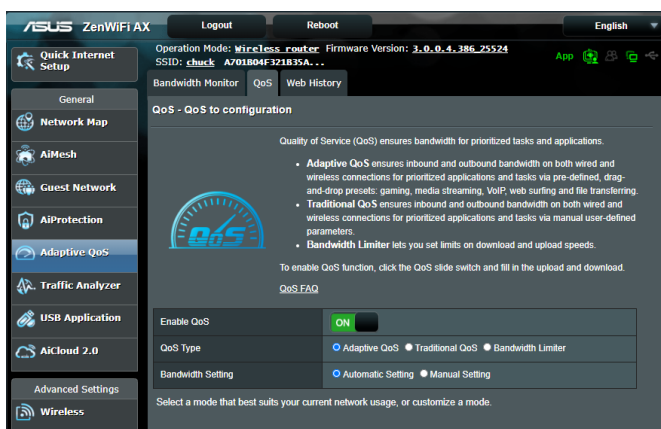 ASUS ZenWiFi AX Logout Reboot English
Operation Mode: Wireless router Firmware Version: 3.0.0.4.386_25524
SSID: chuck A701B04F321B35A...
App
Quick Internet
Setup
General
Network Map
AiMesh
Guest Network
AiProtection
Adaptive QoS
Traffic Analyzer
USB Application
AiCloud 2.0
Advanced Settings
Wireless
Bandwidth Monitor QoS Web History
QoS - QoS to configuration
QoS
Quality of Service (QoS) ensures bandwidth for prioritized tasks and applications.
• Adaptive QoS ensures inbound and outbound bandwidth on both wired and
wireless connections for prioritized applications and tasks via pre-defined, drag-
and-drop presets: gaming, media streaming, VoIP, web surfing and file transferring.
• Traditional QoS ensures inbound and outbound bandwidth on both wired and
wireless connections for prioritized applications and tasks via manual user-defined
parameters.
• Bandwidth Limiter lets you set limits on download and upload speeds.
To enable QoS function, click the QoS slide switch and fill in the upload and download.
QoS FAQ
Enable QoS ON
QoS Type Adaptive QoS Traditional QoS Bandwidth Limiter
Bandwidth Setting Automatic Setting Manual Setting
Select a mode that best suits your current network usage, or customize a mode.